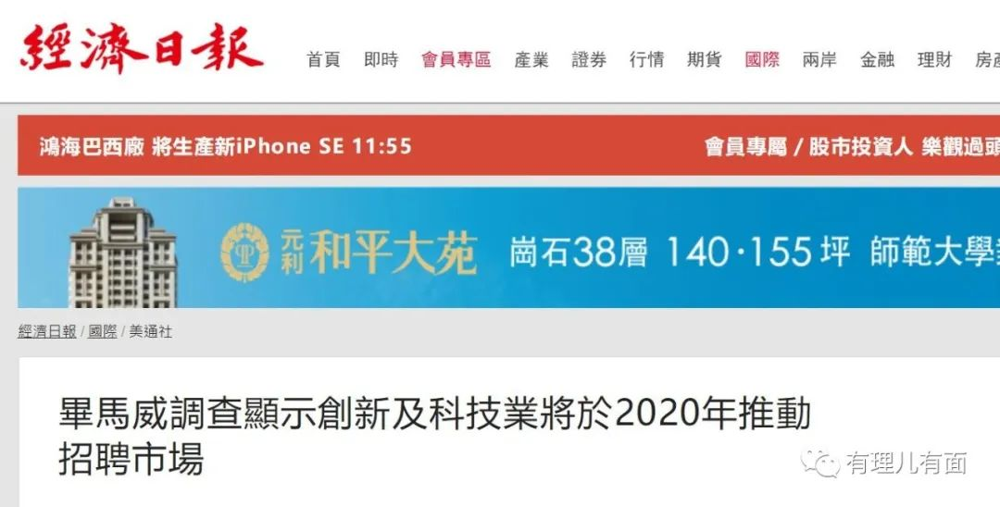 經濟日報
首頁 即時 會員專區 產業 證券 行情 期貨 國際 兩岸 金融 理財 房產
鴻海巴西廠 將生產新iPhone SE 11:55 會員專屬 / 股市投資人 樂觀過頭
元利 和平大苑 崗石38層 140·155坪 師範大學
經濟日報 / 國際 / 美通社
畢馬威調查顯示創新及科技業將於2020年推動
招聘市場
有理儿有面